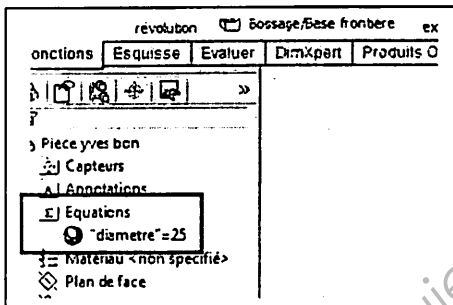 révolution Bossage/Base frontière ex
onctions Esquisse Evaluer DimXpert Produits O
»
Pièce yves bon
Capteurs
A Annotations
Σ Equations
"diametre"=25
Matériau <non spécifié>
Plan de face